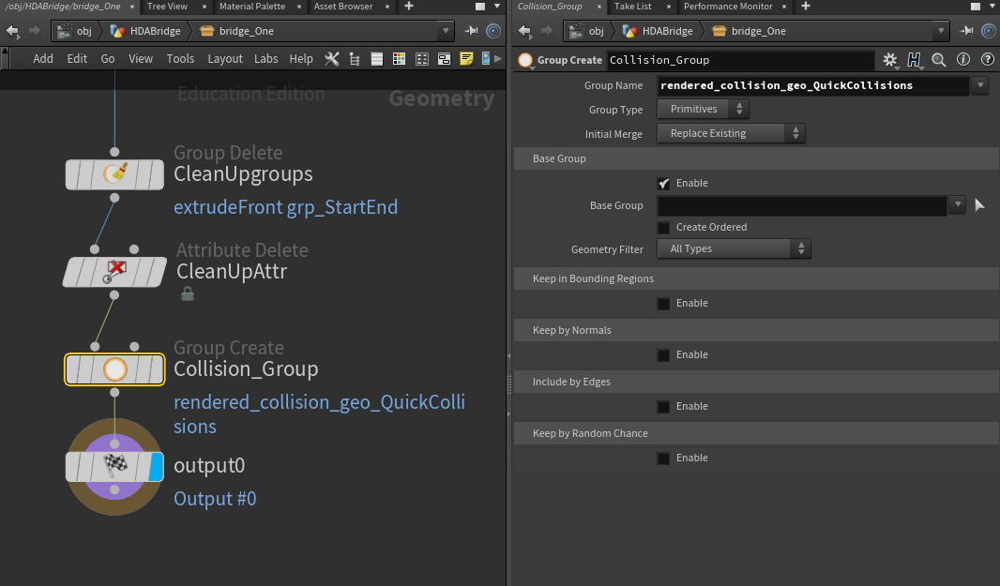 /obj/HDABridge/bridge_One × Tree View × Material Palette × Asset Browser × +
obj HDABridge bridge_One
Add Edit Go View Tools Layout Labs Help
Education Edition
Geometry
Group Delete
CleanUpgroups
extrudeFront grp_StartEnd
Attribute Delete
CleanUpAttr
Group Create
Collision_Group
rendered_collision_geo_QuickColli
sions
output0
Output #0
Collision_Group × Take List × Performance Monitor × +
obj HDABridge bridge_One
Group Create Collision_Group
Group Name rendered_collision_geo_QuickCollisions
Group Type Primitives
Initial Merge Replace Existing
Base Group
Enable
Base Group
Create Ordered
Geometry Filter All Types
Keep in Bounding Regions
Enable
Keep by Normals
Enable
Include by Edges
Enable
Keep by Random Chance
Enable